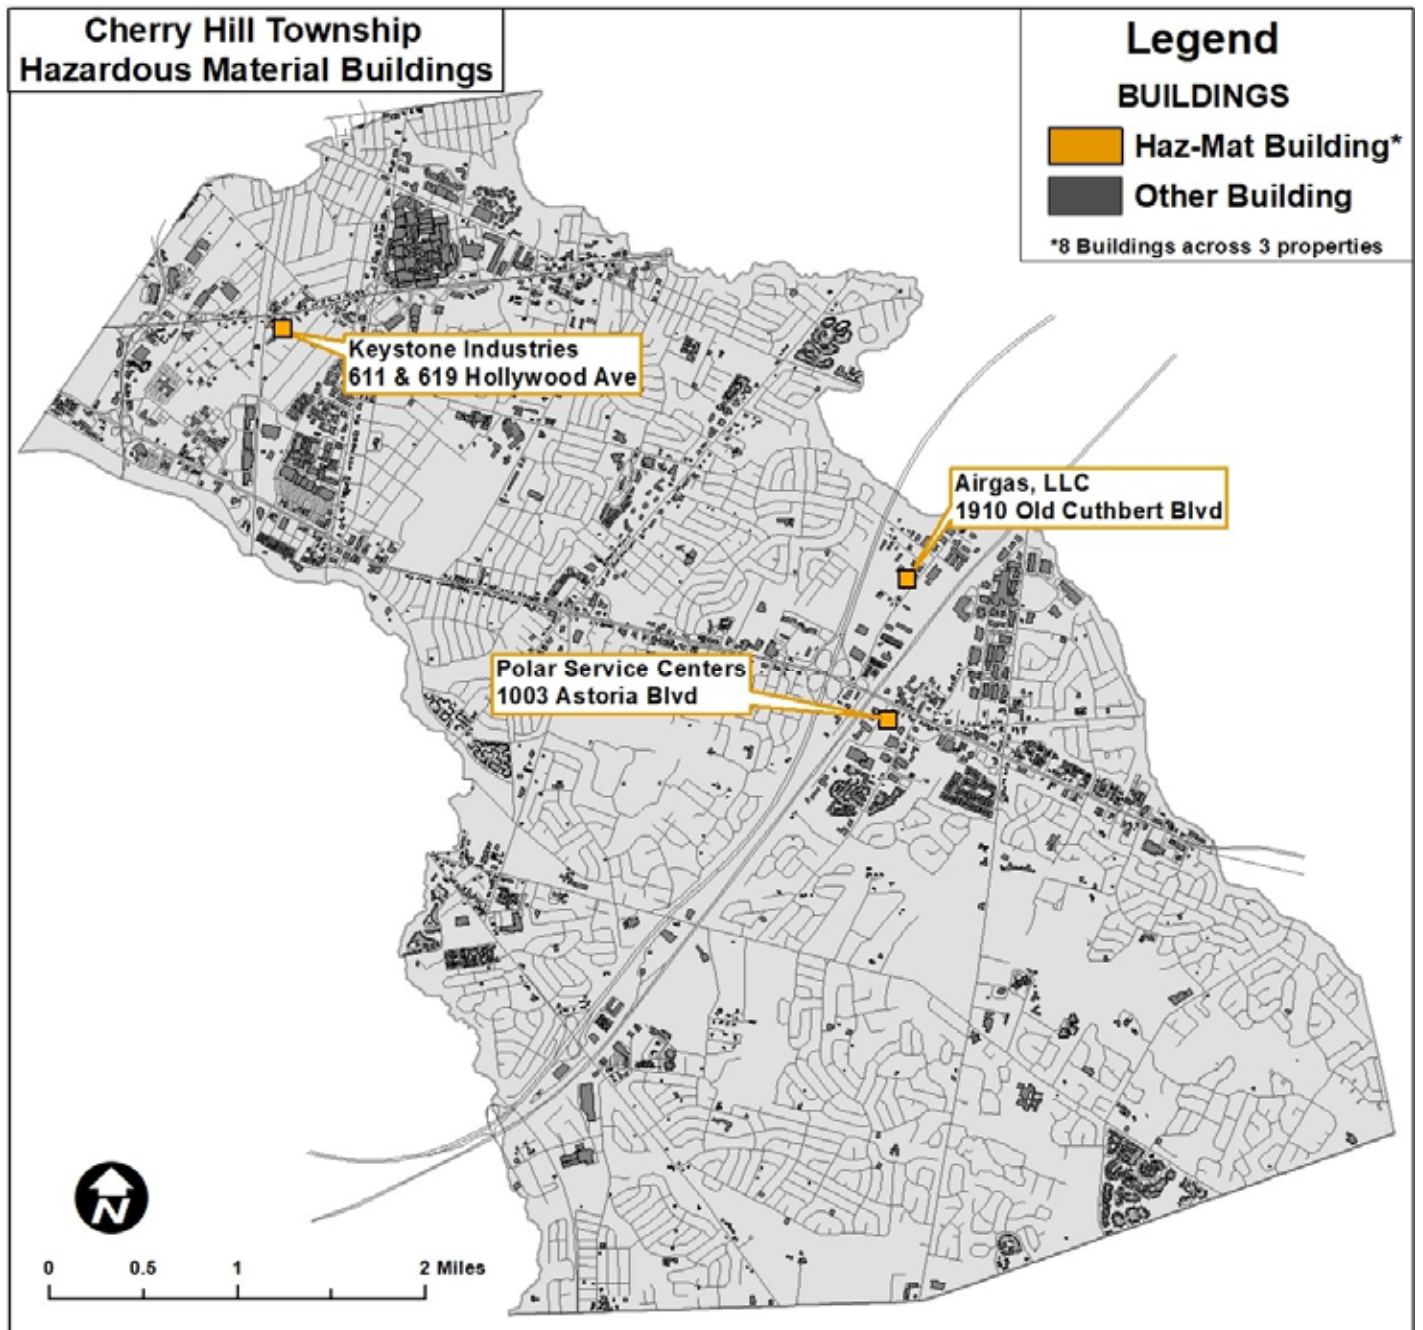 Cherry Hill Township
Hazardous Material Buildings
Legend
BUILDINGS
Haz-Mat Building*
Other Building
*8 Buildings across 3 properties
Keystone Industries
611 & 619 Hollywood Ave
Airgas, LLC
1910 Old Cuthbert Blvd
Polar Service Centers
1003 Astoria Blvd
N
0 0.5 1 2 Miles